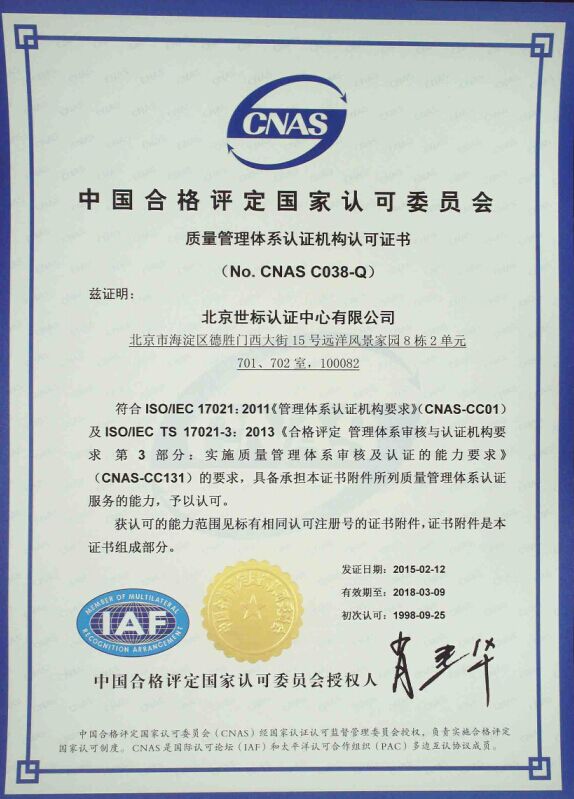 CNAS
中国合格评定国家认可委员会
质量管理体系认证机构认可证书
（No. CNAS C038-Q）
兹证明：
北京世标认证中心有限公司
北京市海淀区德胜门西大街 15 号远洋风景家园 8 栋 2 单元
701、702 室，100082
符合 ISO/IEC 17021：2011《管理体系认证机构要求》（CNAS-CC01）
及 ISO/IEC TS 17021-3：2013《合格评定 管理体系审核与认证机构要
求 第 3 部分：实施质量管理体系审核及认证的能力要求》
（CNAS-CC131）的要求，具备承担本证书附件所列质量管理体系认证
服务的能力，予以认可。
获认可的能力范围见标有相同认可注册号的证书附件，证书附件是本
证书组成部分。
发证日期：2015-02-12
有效期至：2018-03-09
初次认可：1998-09-25
MEMBER OF MULTILATERAL
IAF
RECOGNITION ARRANGEMENT
中国合格评定国家认可委员会授权人
中国合格评定国家认可委员会（CNAS）经国家认证认可监督管理委员会授权，负责实施合格评定
国家认可制度。CNAS 是国际认可论坛（IAF）和太平洋认可合作组织（PAC）多边互认协议成员。